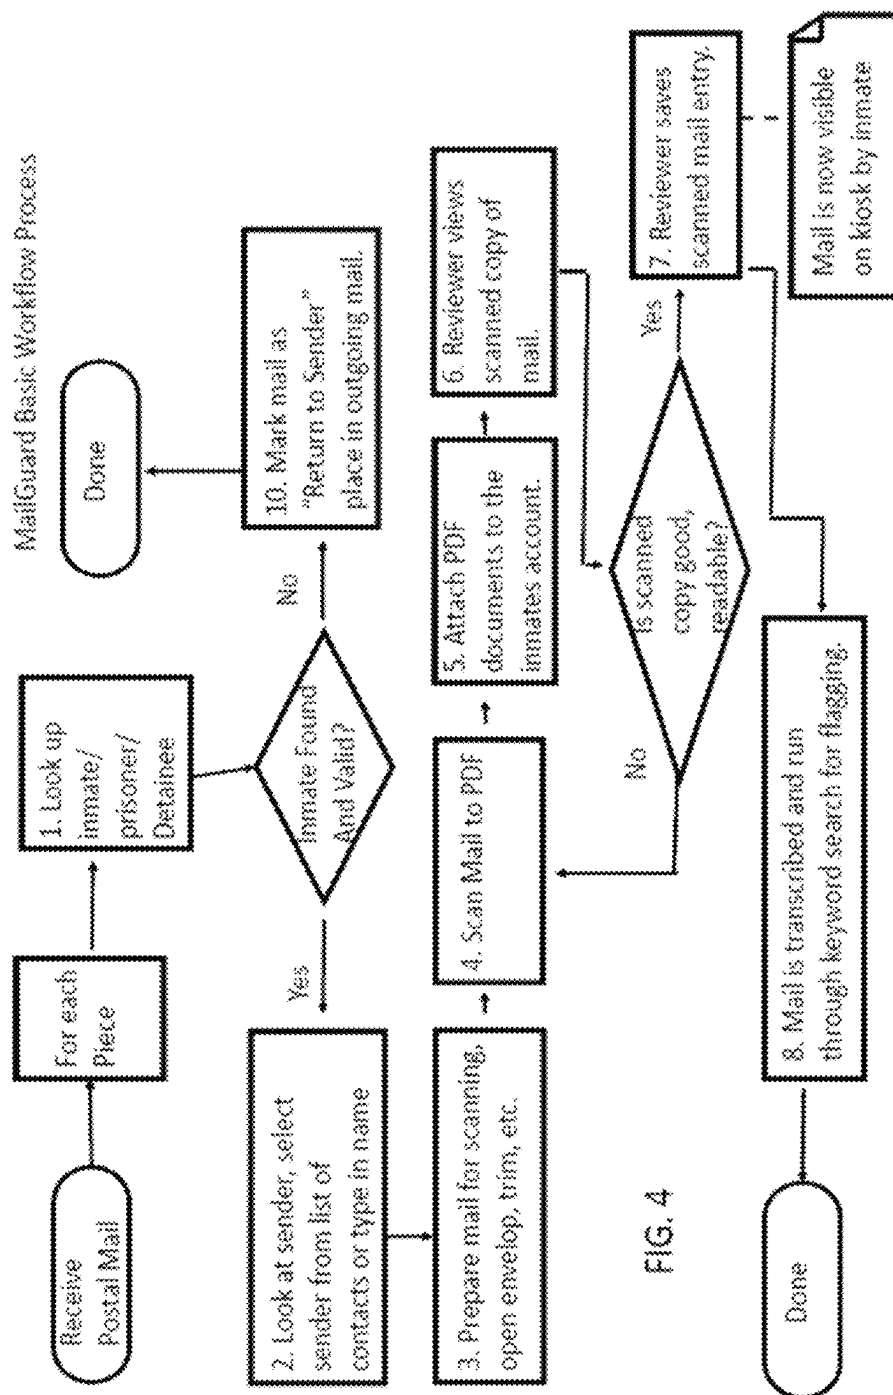 MailGuard Basic Workflow Process
Receive
Postal Mail
For each
Piece
1. Look up
inmate/
prisoner/
Detainee
Done
Inmate Found
And Valid?
Yes
No
10. Mark mail as
"Return to Sender"
place in outgoing mail.
2. Look at sender, select
sender from list of
contacts or type in name
3. Prepare mail for scanning,
open envelop, trim, etc.
4. Scan Mail to PDF
5. Attach PDF
documents to the
inmates account.
6. Reviewer views
scanned copy of
mail.
Is scanned
copy good,
readable?
No
Yes
7. Reviewer saves
scanned mail entry.
Mail is now visible
on kiosk by inmate
8. Mail is transcribed and run
through keyword search for flagging.
Done
FIG. 4